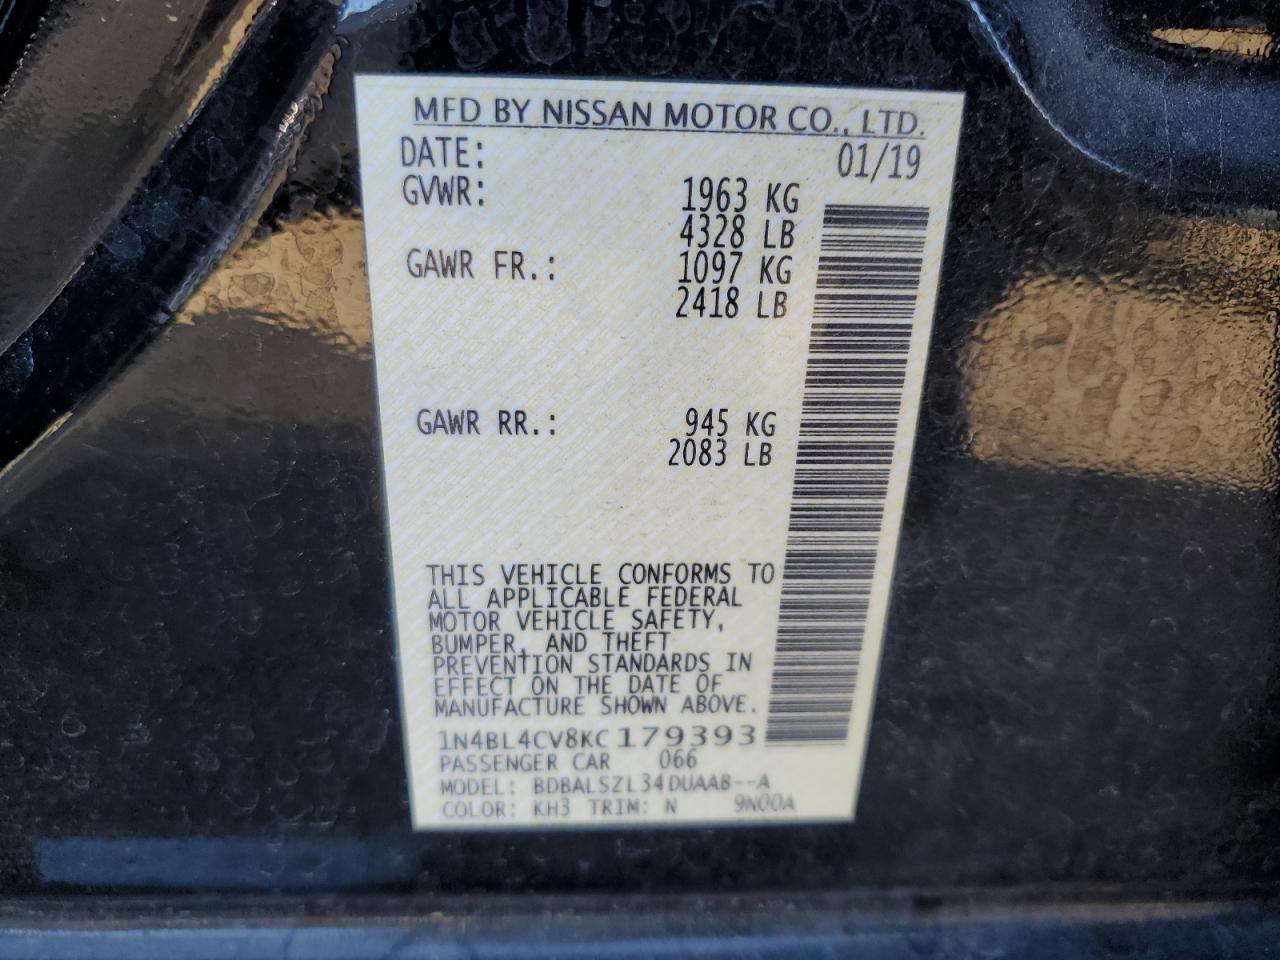 MFD BY NISSAN MOTOR CO., LTD.
DATE: 01/19
GVWR: 1963 KG
4328 LB
GAWR FR.: 1097 KG
2418 LB
GAWR RR.: 945 KG
2083 LB
THIS VEHICLE CONFORMS TO
ALL APPLICABLE FEDERAL
MOTOR VEHICLE SAFETY,
BUMPER, AND THEFT
PREVENTION STANDARDS IN
EFFECT ON THE DATE OF
MANUFACTURE SHOWN ABOVE.
1N4BL4CV8KC179393
PASSENGER CAR 066
MODEL: BDBALSZL34DUAAB--A
COLOR: KH3 TRIM: N 9N00A